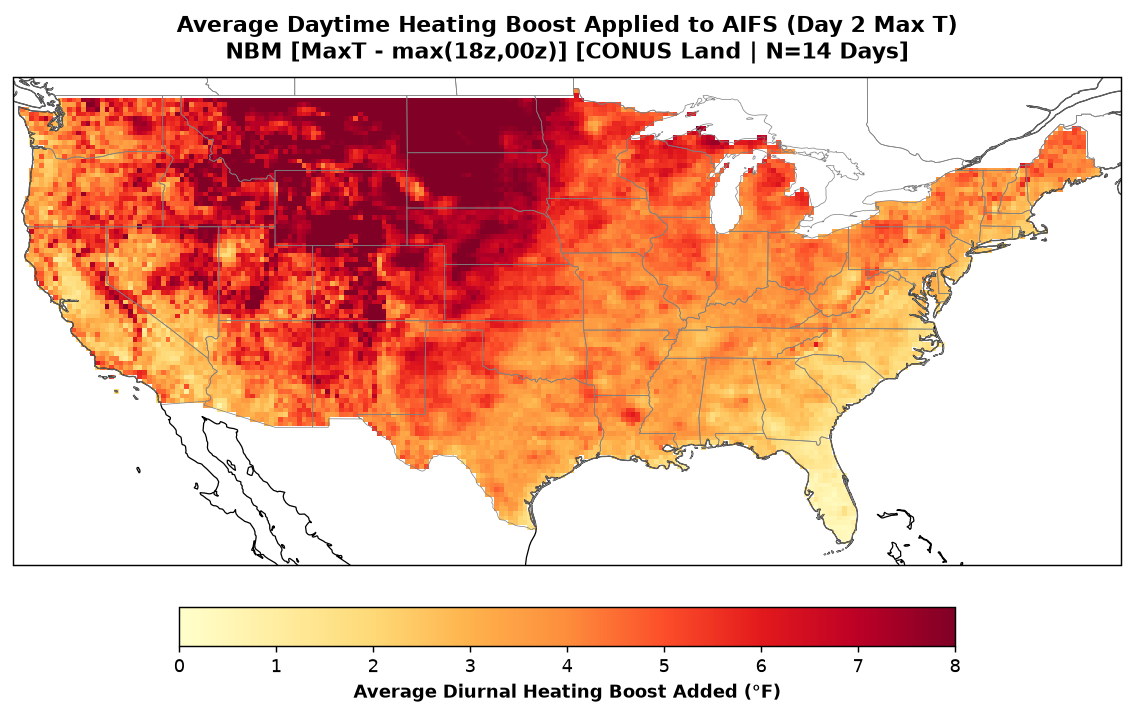 Average Daytime Heating Boost Applied to AIFS (Day 2 Max T)
NBM [MaxT - max(18z,00z)] [CONUS Land | N=14 Days]
0 1 2 3 4 5 6 7 8
Average Diurnal Heating Boost Added (°F)